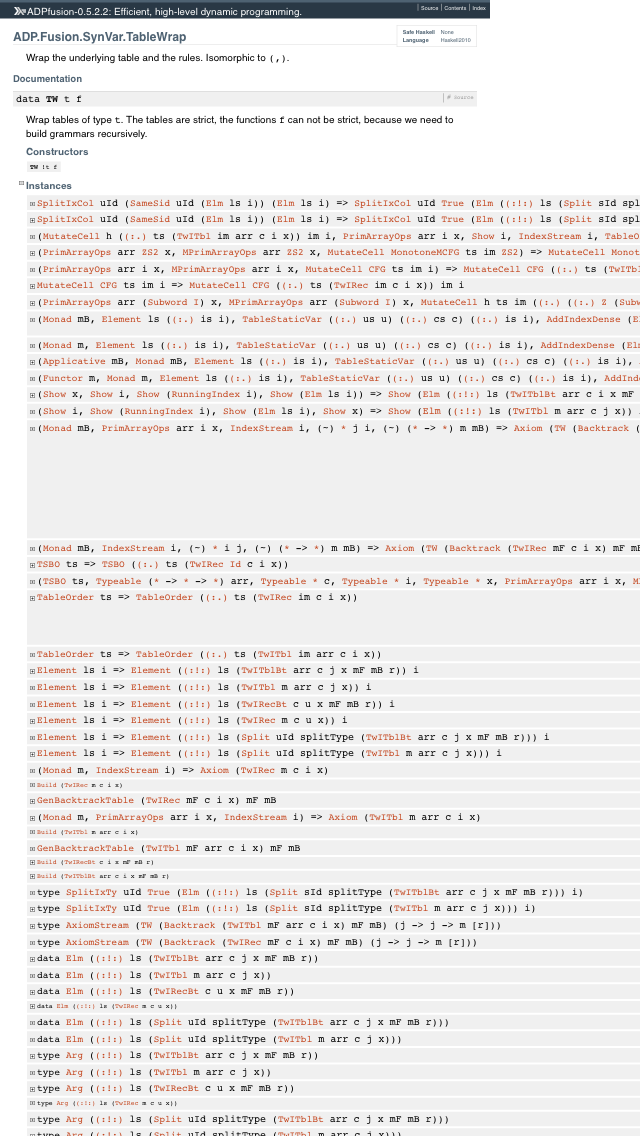 ADPfusion-0.5.2.2: Efficient, high-level dynamic programming.
Source | Contents | Index
ADP.Fusion.SynVar.TableWrap
Safe Haskell None
Language Haskell2010
Wrap the underlying table and the rules. Isomorphic to (,).
Documentation
data TW t f
# source
Wrap tables of type t. The tables are strict, the functions f can not be strict, because we need to
build grammars recursively.
Constructors
TW !t f
Instances
SplitIxCol uId (SameSid uId (Elm ls i)) (Elm ls i) => SplitIxCol uId True (Elm ((:!:) ls (Split sId spl
SplitIxCol uId (SameSid uId (Elm ls i)) (Elm ls i) => SplitIxCol uId True (Elm ((:!:) ls (Split sId spl
(MutateCell h ((:.) ts (TwITbl im arr c i x)) im i, PrimArrayOps arr i x, Show i, IndexStream i, TableO
(PrimArrayOps arr ZS2 x, MPrimArrayOps arr ZS2 x, MutateCell MonotoneMCFG ts im ZS2) => MutateCell Monot
(PrimArrayOps arr i x, MPrimArrayOps arr i x, MutateCell CFG ts im i) => MutateCell CFG ((:.) ts (TwITbl
MutateCell CFG ts im i => MutateCell CFG ((:.) ts (TwIRec im c i x)) im i
(PrimArrayOps arr (Subword I) x, MPrimArrayOps arr (Subword I) x, MutateCell h ts im ((:.) ((:.) Z (Subw
(Monad mB, Element ls ((:.) is i), TableStaticVar ((:.) us u) ((:.) cs c) ((:.) is i), AddIndexDense (E
(Monad m, Element ls ((:.) is i), TableStaticVar ((:.) us u) ((:.) cs c) ((:.) is i), AddIndexDense (Elm
(Applicative mB, Monad mB, Element ls ((:.) is i), TableStaticVar ((:.) us u) ((:.) cs c) ((:.) is i),
(Functor m, Monad m, Element ls ((:.) is i), TableStaticVar ((:.) us u) ((:.) cs c) ((:.) is i), AddInd
(Show x, Show i, Show (RunningIndex i), Show (Elm ls i)) => Show (Elm ((:!:) ls (TwITblBt arr c i x mF
(Show i, Show (RunningIndex i), Show (Elm ls i), Show x) => Show (Elm ((:!:) ls (TwITbl m arr c j x))
(Monad mB, PrimArrayOps arr i x, IndexStream i, (~) * j i, (~) (* -> *) m mB) => Axiom (TW (Backtrack (
(Monad mB, IndexStream i, (~) * i j, (~) (* -> *) m mB) => Axiom (TW (Backtrack (TwIRec mF c i x) mF mB
TSBO ts => TSBO ((:.) ts (TwIRec Id c i x))
(TSBO ts, Typeable (* -> * -> *) arr, Typeable * c, Typeable * i, Typeable * x, PrimArrayOps arr i x, M
TableOrder ts => TableOrder ((:.) ts (TwIRec im c i x))
TableOrder ts => TableOrder ((:.) ts (TwITbl im arr c i x))
Element ls i => Element ((:!:) ls (TwITblBt arr c j x mF mB r)) i
Element ls i => Element ((:!:) ls (TwITbl m arr c j x)) i
Element ls i => Element ((:!:) ls (TwIRecBt c u x mF mB r)) i
Element ls i => Element ((:!:) ls (TwIRec m c u x)) i
Element ls i => Element ((:!:) ls (Split uId splitType (TwITblBt arr c j x mF mB r))) i
Element ls i => Element ((:!:) ls (Split uId splitType (TwITbl m arr c j x))) i
(Monad m, IndexStream i) => Axiom (TwIRec m c i x)
Build (TwIRec m c i x)
GenBacktrackTable (TwIRec mF c i x) mF mB
(Monad m, PrimArrayOps arr i x, IndexStream i) => Axiom (TwITbl m arr c i x)
Build (TwITbl m arr c i x)
GenBacktrackTable (TwITbl mF arr c i x) mF mB
Build (TwIRecBt c i x mF mB r)
Build (TwITblBt arr c i x mF mB r)
type SplitIxTy uId True (Elm ((:!:) ls (Split sId splitType (TwITblBt arr c j x mF mB r))) i)
type SplitIxTy uId True (Elm ((:!:) ls (Split sId splitType (TwITbl m arr c j x))) i)
type AxiomStream (TW (Backtrack (TwITbl mF arr c i x) mF mB) (j -> j -> m [r]))
type AxiomStream (TW (Backtrack (TwIRec mF c i x) mF mB) (j -> j -> m [r]))
data Elm ((:!:) ls (TwITblBt arr c j x mF mB r))
data Elm ((:!:) ls (TwITbl m arr c j x))
data Elm ((:!:) ls (TwIRecBt c u x mF mB r))
data Elm ((:!:) ls (TwIRec m c u x))
data Elm ((:!:) ls (Split uId splitType (TwITblBt arr c j x mF mB r)))
data Elm ((:!:) ls (Split uId splitType (TwITbl m arr c j x)))
type Arg ((:!:) ls (TwITblBt arr c j x mF mB r))
type Arg ((:!:) ls (TwITbl m arr c j x))
type Arg ((:!:) ls (TwIRecBt c u x mF mB r))
type Arg ((:!:) ls (TwIRec m c u x))
type Arg ((:!:) ls (Split uId splitType (TwITblBt arr c j x mF mB r)))
type Arg ((:!:) ls (Split uId splitType (TwITbl m arr c j x)))